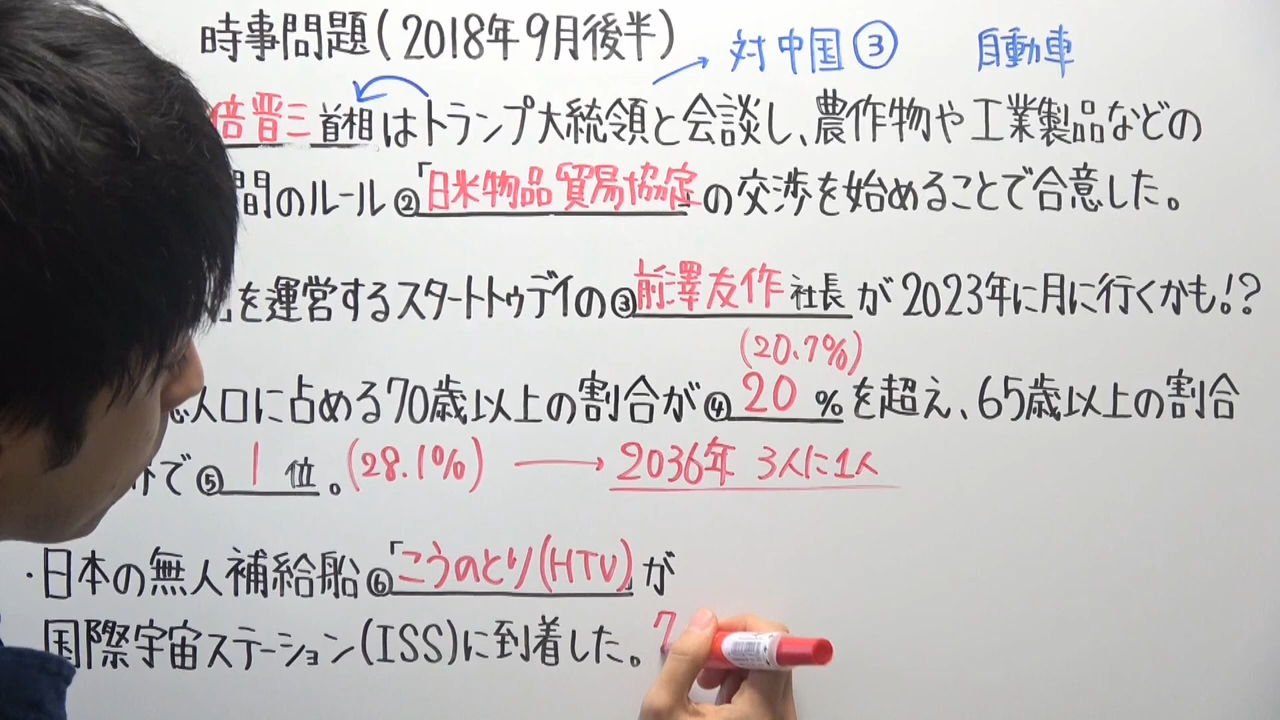 時事問題(2018年9月後半)
対中国③ 自動車
倍晋三首相はトランプ大統領と会談し、農作物や工業製品などの
間のルール②「日米物品貿易協定」の交渉を始めることで合意した。
を運営するスタートトゥデイの③前澤友作社長が2023年に月に行くかも!?
(20.7%)
人口に占める70歳以上の割合が④20%を超え、65歳以上の割合
で⑤1位。(28.1%) → 2036年 3人に1人
・日本の無人補給船⑥「こうのとり(HTV)」が
国際宇宙ステーション(ISS)に到着した。7